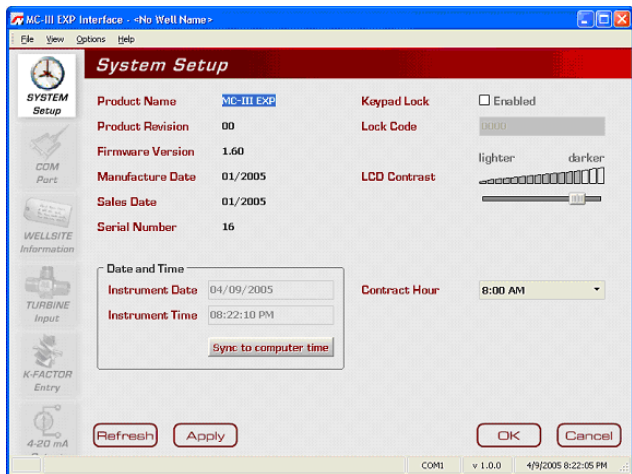 MC-III EXP Interface - <No Well Name>
File View Options Help
System Setup
SYSTEM
Setup
COM
Port
WELLSITE
Information
TURBINE
Input
K-FACTOR
Entry
4-20 mA
Product Name MC-III EXP
Product Revision 00
Firmware Version 1.60
Manufacture Date 01/2005
Sales Date 01/2005
Serial Number 16
Keypad Lock Enabled
Lock Code 0000
lighter darker
LCD Contrast
Date and Time
Instrument Date 04/09/2005
Instrument Time 08:22:10 PM
Sync to computer time
Contract Hour 8:00 AM
Refresh Apply OK Cancel
COM1 v 1.0.0 4/9/2005 8:22:05 PM